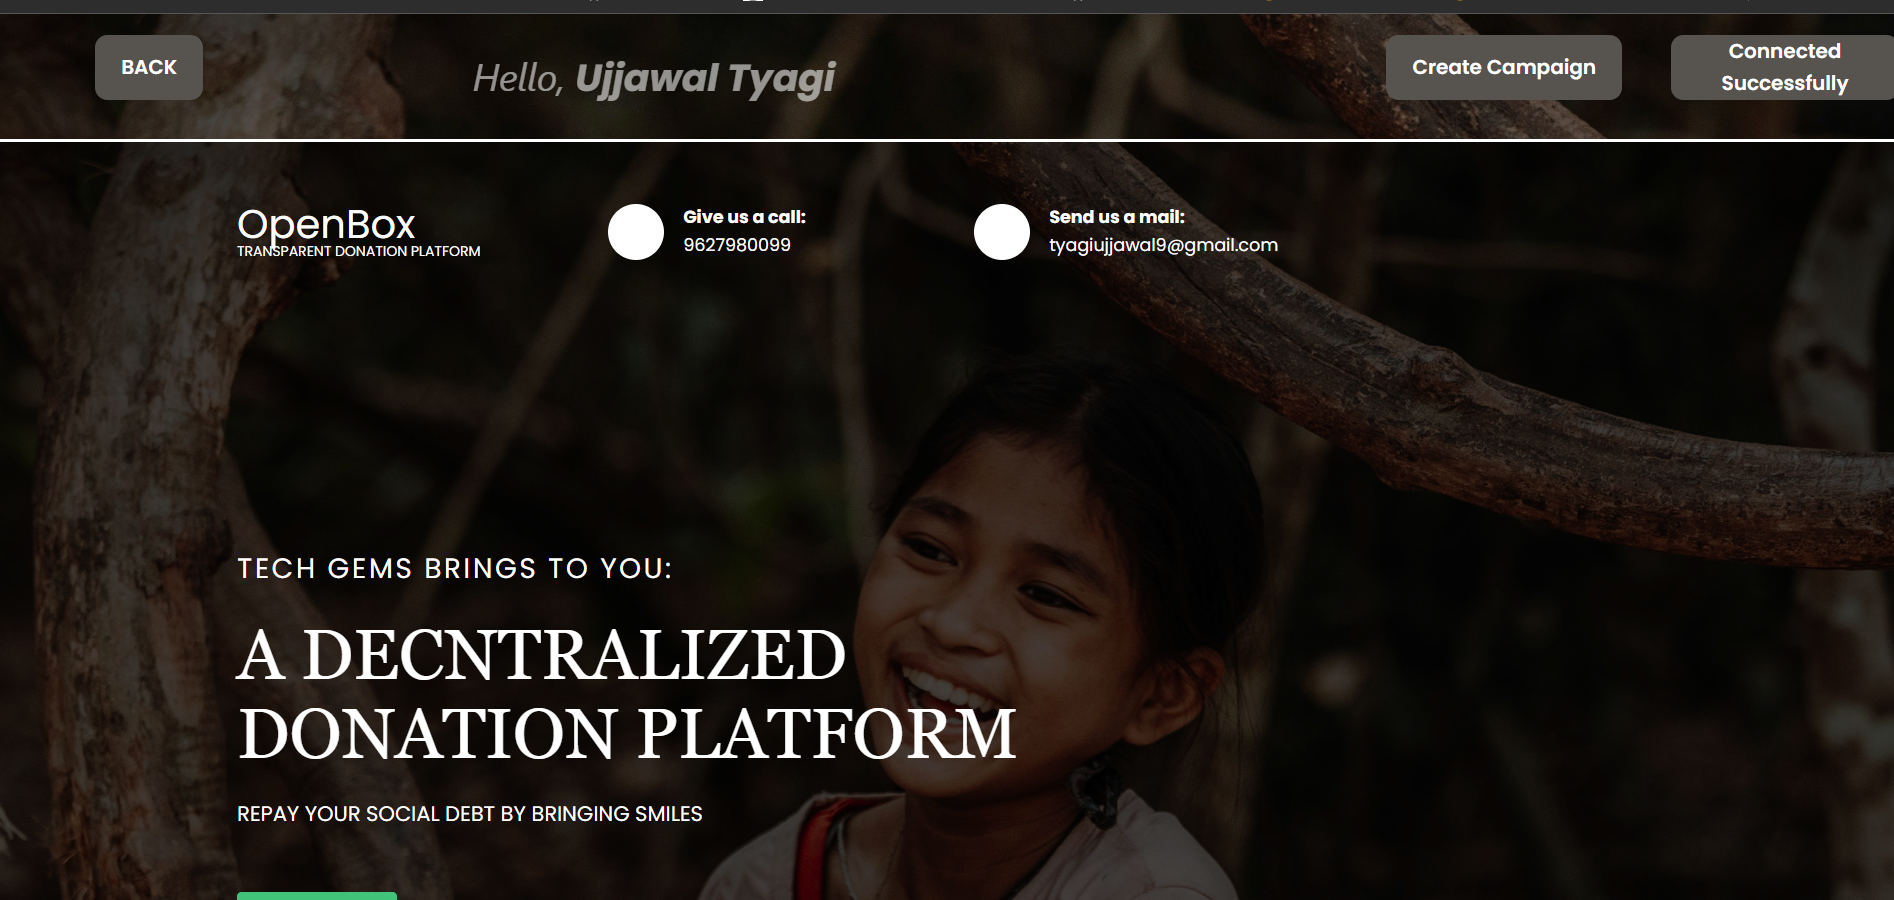 BACK
Hello, Ujjawal Tyagi
Create Campaign
Connected
Successfully
OpenBox
TRANSPARENT DONATION PLATFORM
Give us a call:
9627980099
Send us a mail:
tyagiujjawal9@gmail.com
TECH GEMS BRINGS TO YOU:
A DECNTRALIZED
DONATION PLATFORM
REPAY YOUR SOCIAL DEBT BY BRINGING SMILES